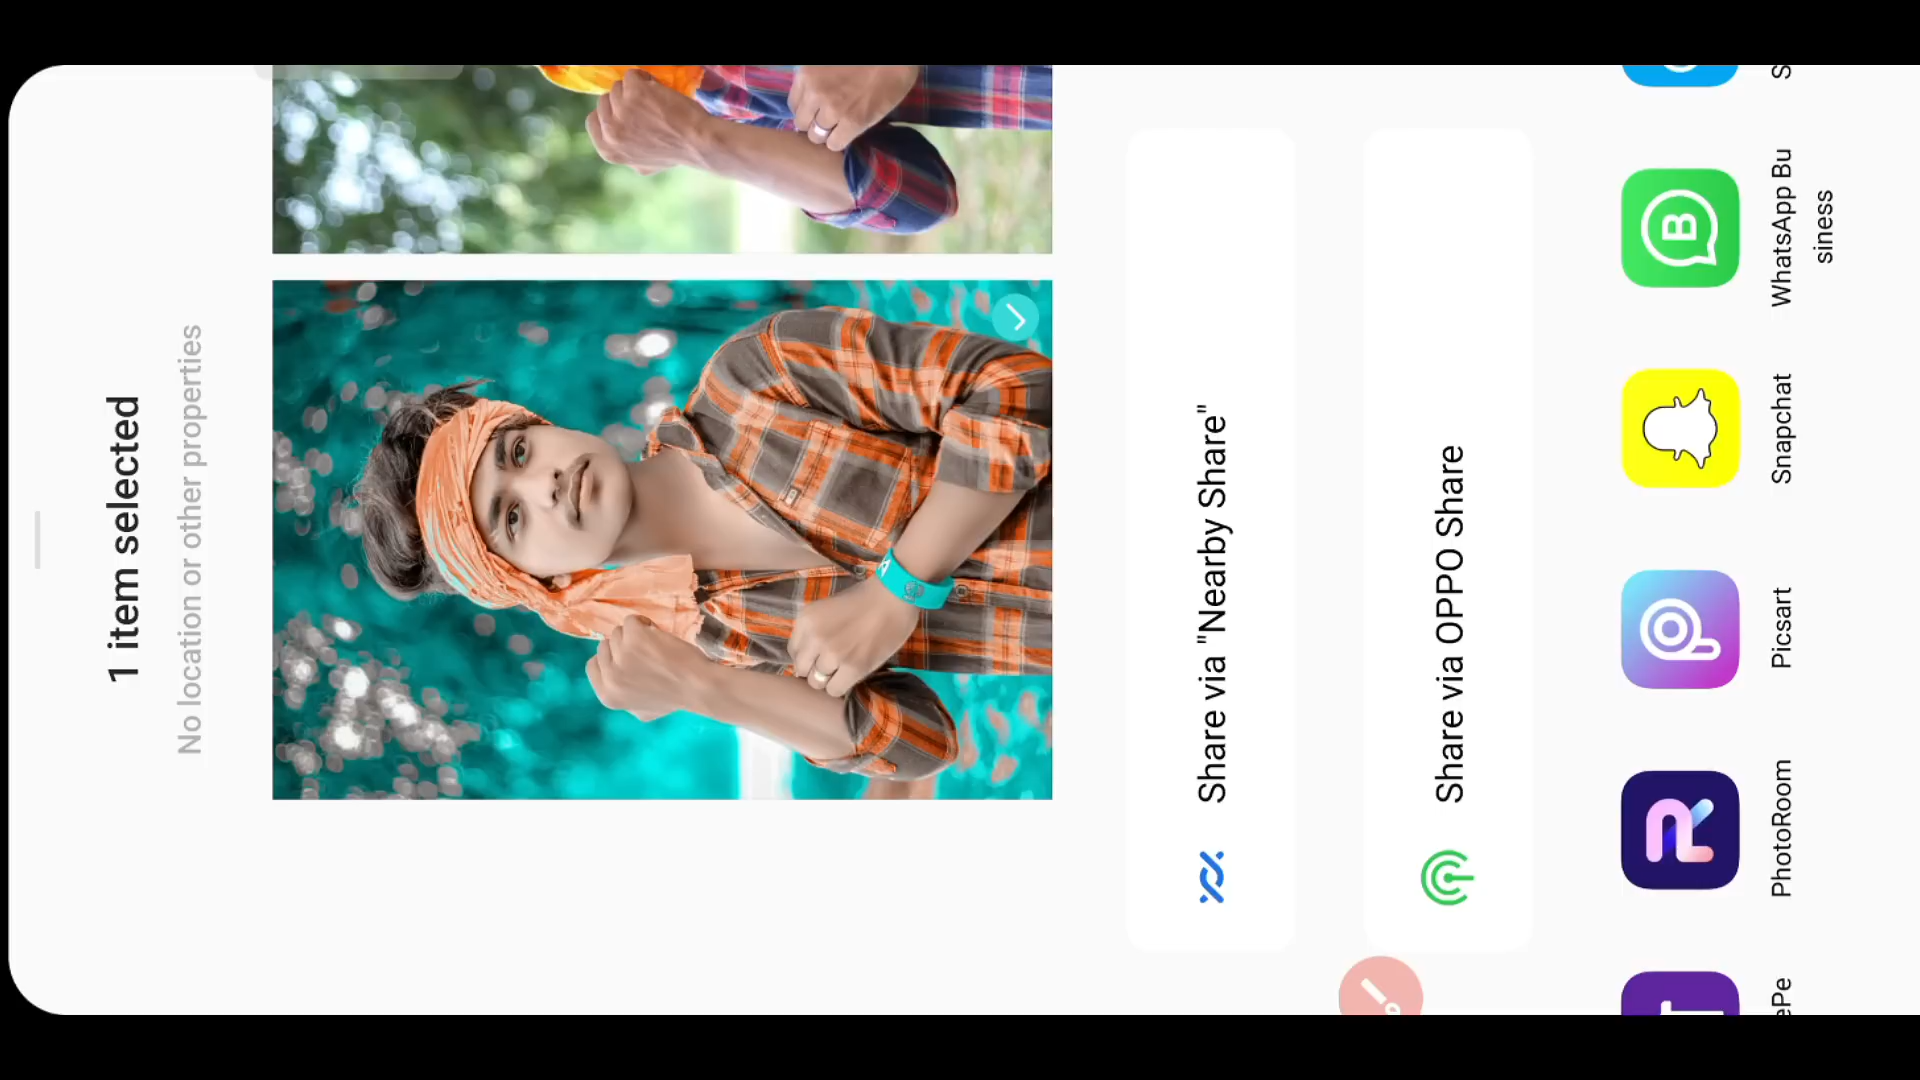 1 item selected
No location or other properties
Share via "Nearby Share"
Share via OPPO Share
ePe
PhotoRoom
Picsart
Snapchat
WhatsApp Bu
siness
S